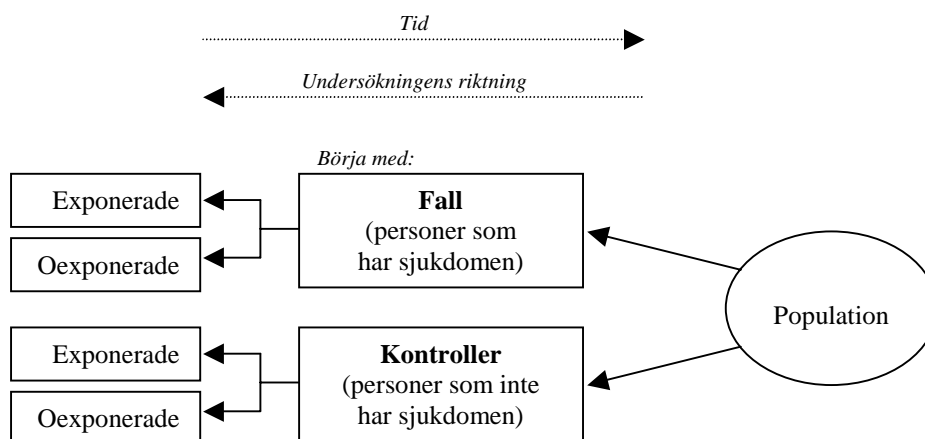 Tid
Undersökningens riktning
Börja med:
Exponerade
Oexponerade
Fall
(personer som
har sjukdomen)
Population
Exponerade
Oexponerade
Kontroller
(personer som inte
har sjukdomen)